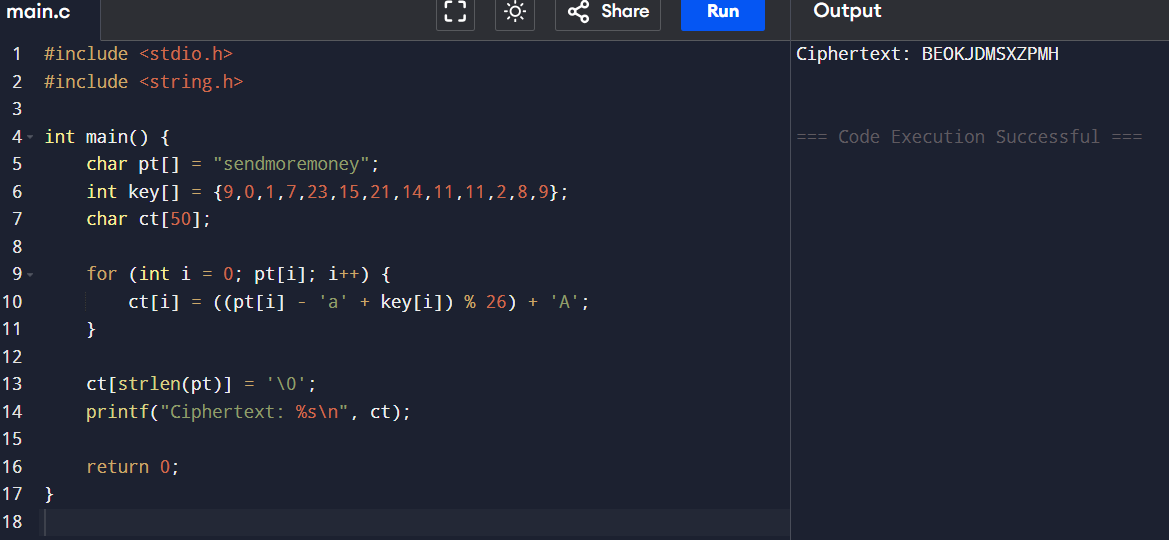 main.c Share Run Output
1 #include <stdio.h>
2 #include <string.h>
3
4 int main() {
5     char pt[] = "sendmoremoney";
6     int key[] = {9,0,1,7,23,15,21,14,11,11,2,8,9};
7     char ct[50];
8
9     for (int i = 0; pt[i]; i++) {
10         ct[i] = ((pt[i] - 'a' + key[i]) % 26) + 'A';
11     }
12
13     ct[strlen(pt)] = '\0';
14     printf("Ciphertext: %s\n", ct);
15
16     return 0;
17 }
18
Ciphertext: BEOKJDMSXZPMH
=== Code Execution Successful ===